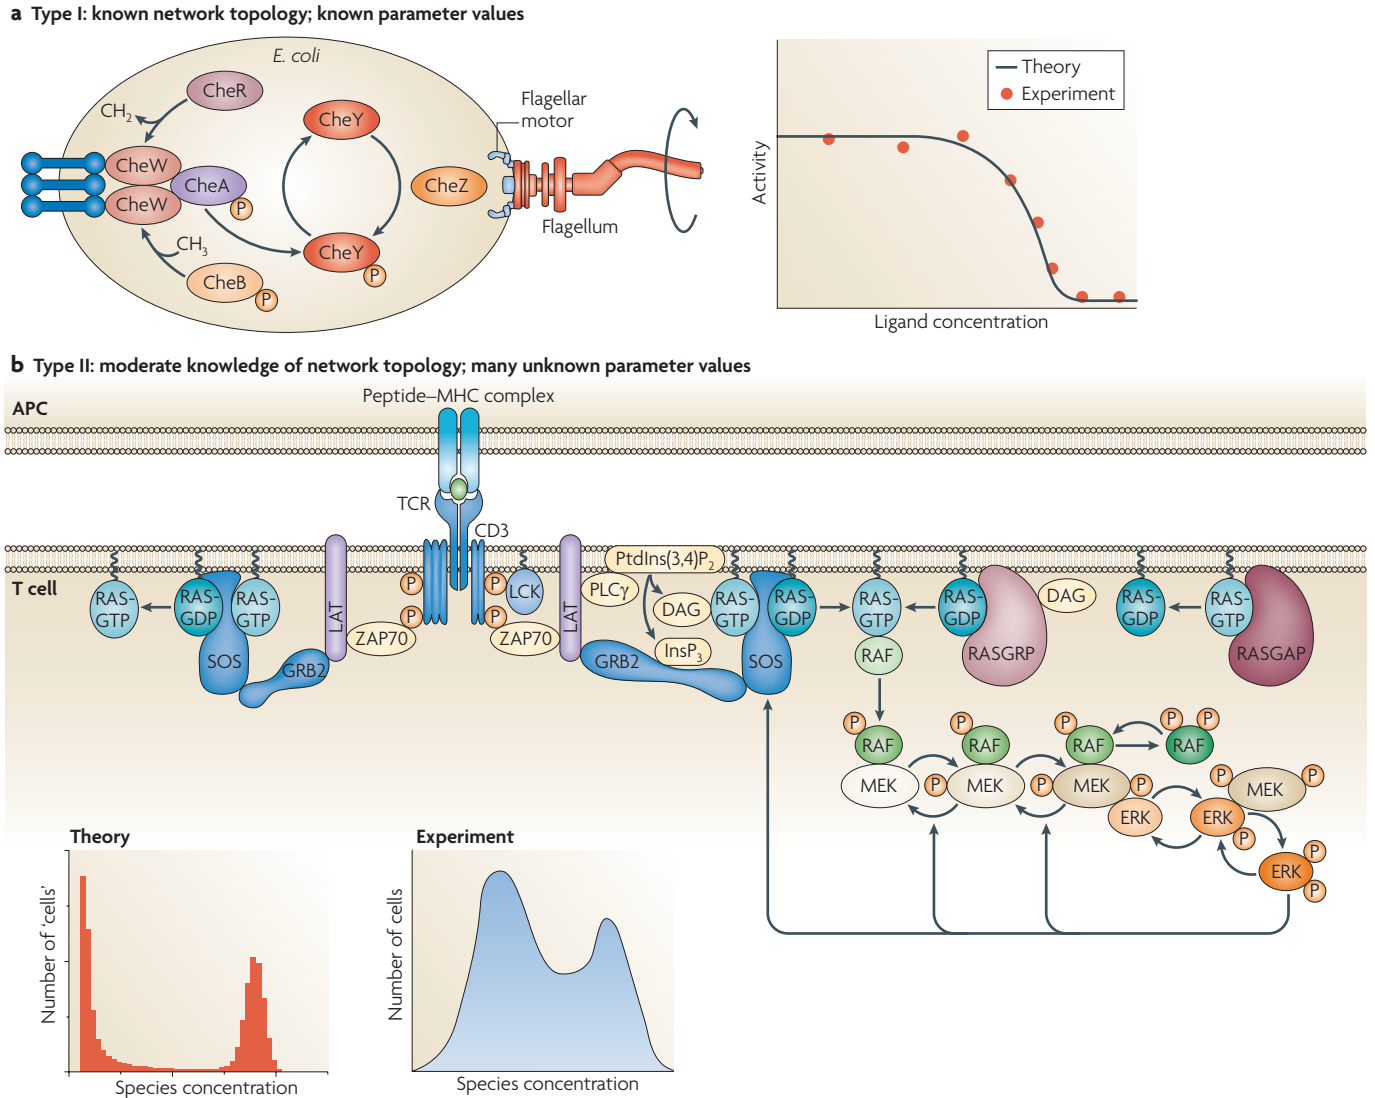 a Type I: known network topology; known parameter values
E. coli
CheR
CH2
CheW
CheW
CheA
P
CH3
CheB
P
CheY
CheY
P
CheZ
Flagellar
motor
Flagellum
Activity
Theory
Experiment
Ligand concentration
b Type II: moderate knowledge of network topology; many unknown parameter values
Peptide–MHC complex
APC
TCR
CD3
T cell
RAS-
GTP
RAS-
GDP
RAS-
GTP
SOS
GRB2
LAT
ZAP70
P
P
P
P
LCK
ZAP70
LAT
PtdIns(3,4)P2
PLCγ
DAG
InsP3
GRB2
RAS-
GTP
RAS-
GDP
SOS
RAS-
GTP
RAF
RAS-
GDP
RASGRP
DAG
RAS-
GDP
RAS-
GTP
RASGAP
P
RAF
MEK
P
RAF
P
MEK
P
RAF
P
MEK
P
P
P
RAF
ERK
P
MEK
P
ERK
P
P
ERK
P
Theory
Number of ‘cells’
Species concentration
Experiment
Number of cells
Species concentration